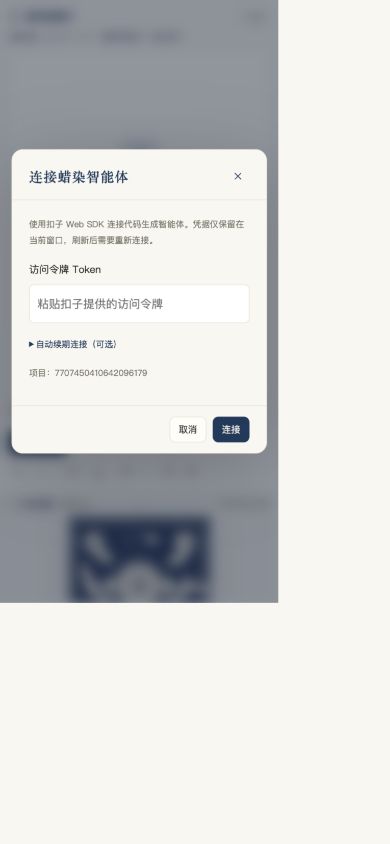 连接蜡染智能体
×
使用扣子 Web SDK 连接代码生成智能体。凭据仅保留在
当前窗口，刷新后需要重新连接。
访问令牌 Token
粘贴扣子提供的访问令牌
▶自动续期连接（可选）
项目：7707450410642096179
取消
连接